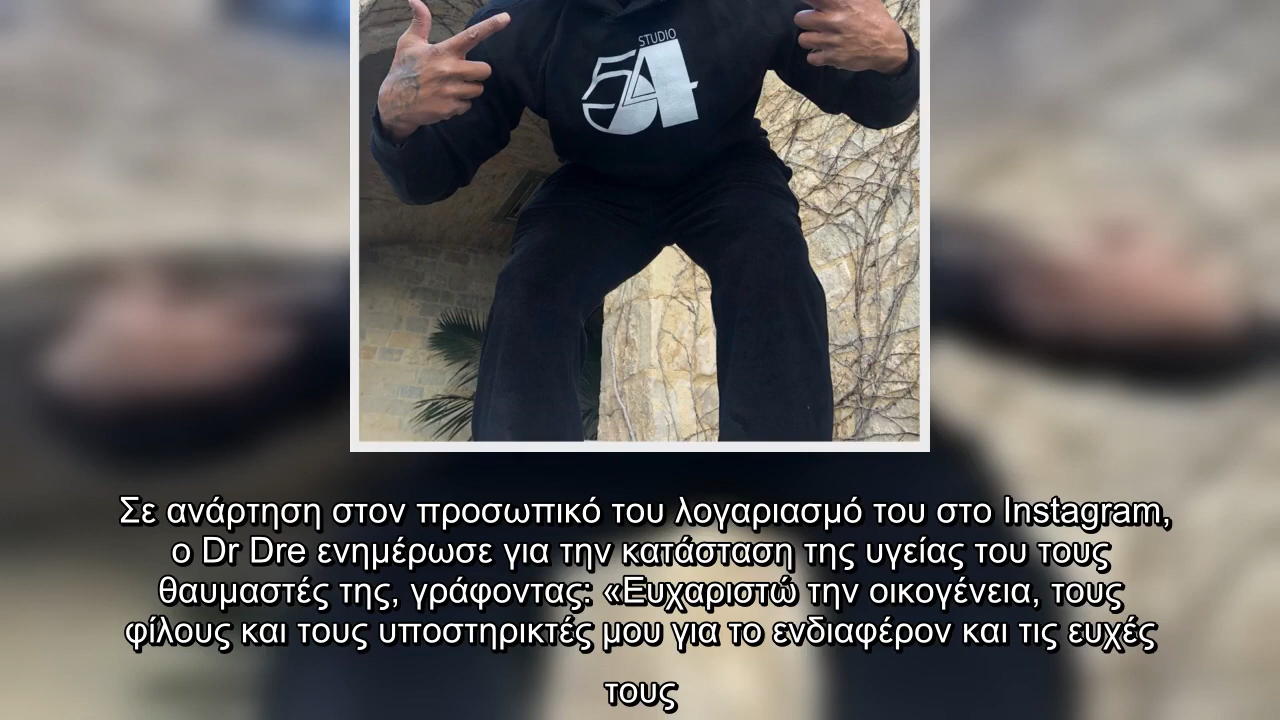 STUDIO
54
Σε ανάρτηση στον προσωπικό του λογαριασμό του στο Instagram,
ο Dr Dre ενημέρωσε για την κατάσταση της υγείας του τους
θαυμαστές της, γράφοντας: «Ευχαριστώ την οικογένεια, τους
φίλους και τους υποστηρικτές μου για το ενδιαφέρον και τις ευχές
τους